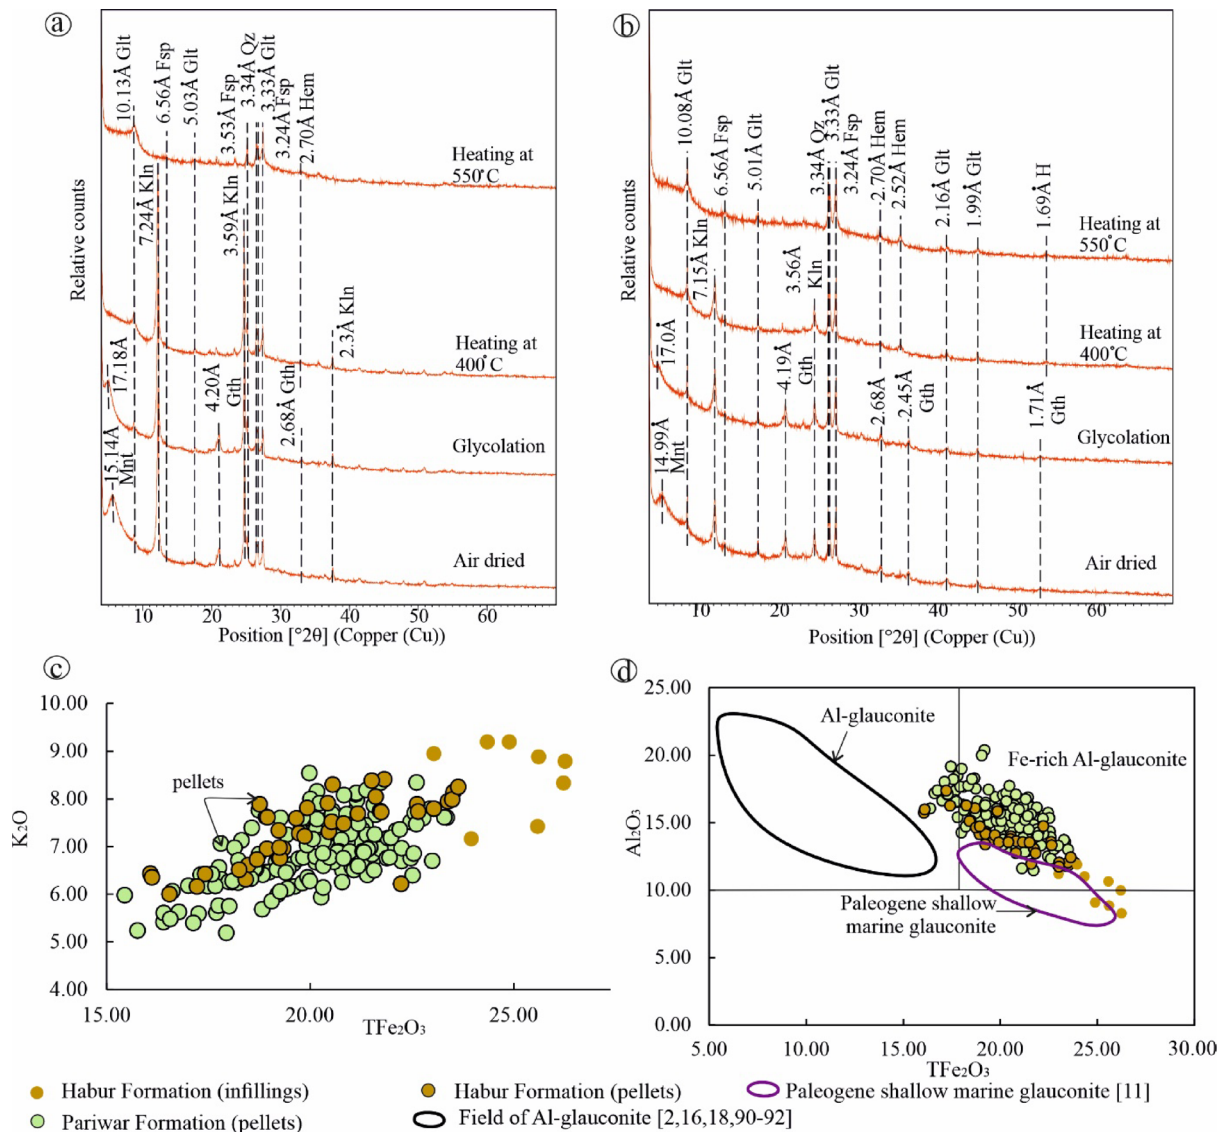 a
10.13Å Glt
6.56Å Fsp
5.03Å Glt
3.53Å Fsp
3.34Å Qz
3.33Å Glt
3.24Å Fsp
2.70Å Hem
7.24Å Kln
3.59Å Kln
Heating at
550°C
2.3Å Kln
Heating at
400°C
17.18Å
4.20Å
Gth
2.68Å Gth
Glycolation
15.14Å
Mnt
Air dried
Relative counts
10
20
30
40
50
60
Position [°2θ] (Copper (Cu))
b
10.08Å Glt
6.56Å Fsp
5.01Å Glt
3.34Å Qz
3.33Å Glt
3.24Å Fsp
2.70Å Hem
2.52Å Hem
2.16Å Glt
1.99Å Glt
1.69Å H
Heating at
550°C
7.15Å Kln
3.56Å
Kln
Heating at
400°C
17.0Å
4.19Å
Gth
2.68Å
2.45Å
Gth
1.71Å
Gth
Glycolation
14.99Å
Mnt
Air dried
Relative counts
10
20
30
40
50
60
Position [°2θ] (Copper (Cu))
c
10.00
9.00
8.00
7.00
6.00
5.00
4.00
K₂O
pellets
15.00
20.00
25.00
TFe₂O₃
d
25.00
20.00
15.00
10.00
5.00
0.00
Al₂O₃
Al-glauconite
Fe-rich Al-glauconite
Paleogene shallow
marine glauconite
5.00
10.00
15.00
20.00
25.00
30.00
TFe₂O₃
Habur Formation (infillings)
Habur Formation (pellets)
Paleogene shallow marine glauconite [11]
Pariwar Formation (pellets)
Field of Al-glauconite [2,16,18,90-92]